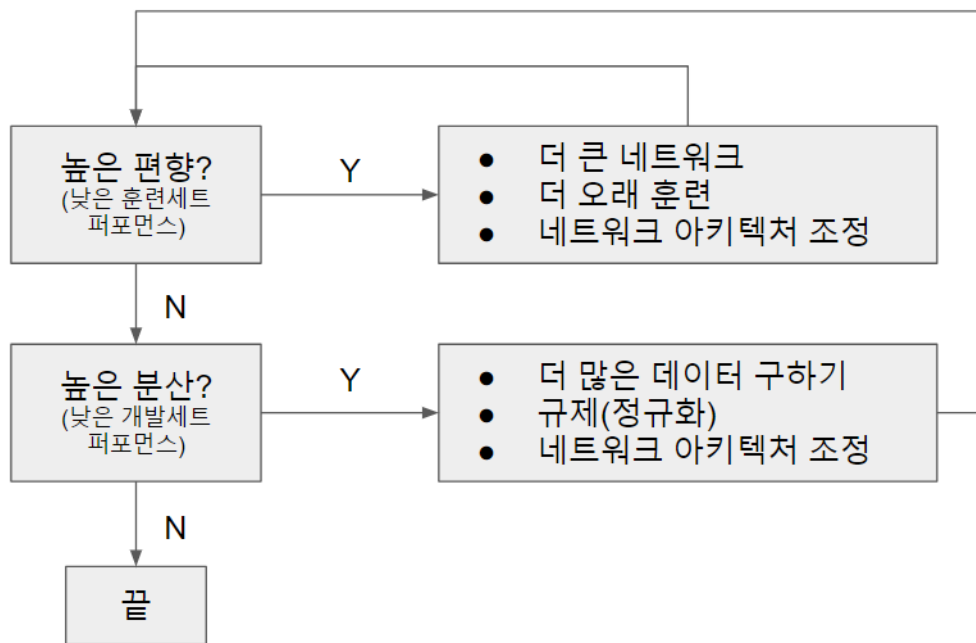 높은 편향?
(낮은 훈련세트
퍼포먼스)
Y
● 더 큰 네트워크
● 더 오래 훈련
● 네트워크 아키텍처 조정
N
높은 분산?
(낮은 개발세트
퍼포먼스)
Y
● 더 많은 데이터 구하기
● 규제(정규화)
● 네트워크 아키텍처 조정
N
끝